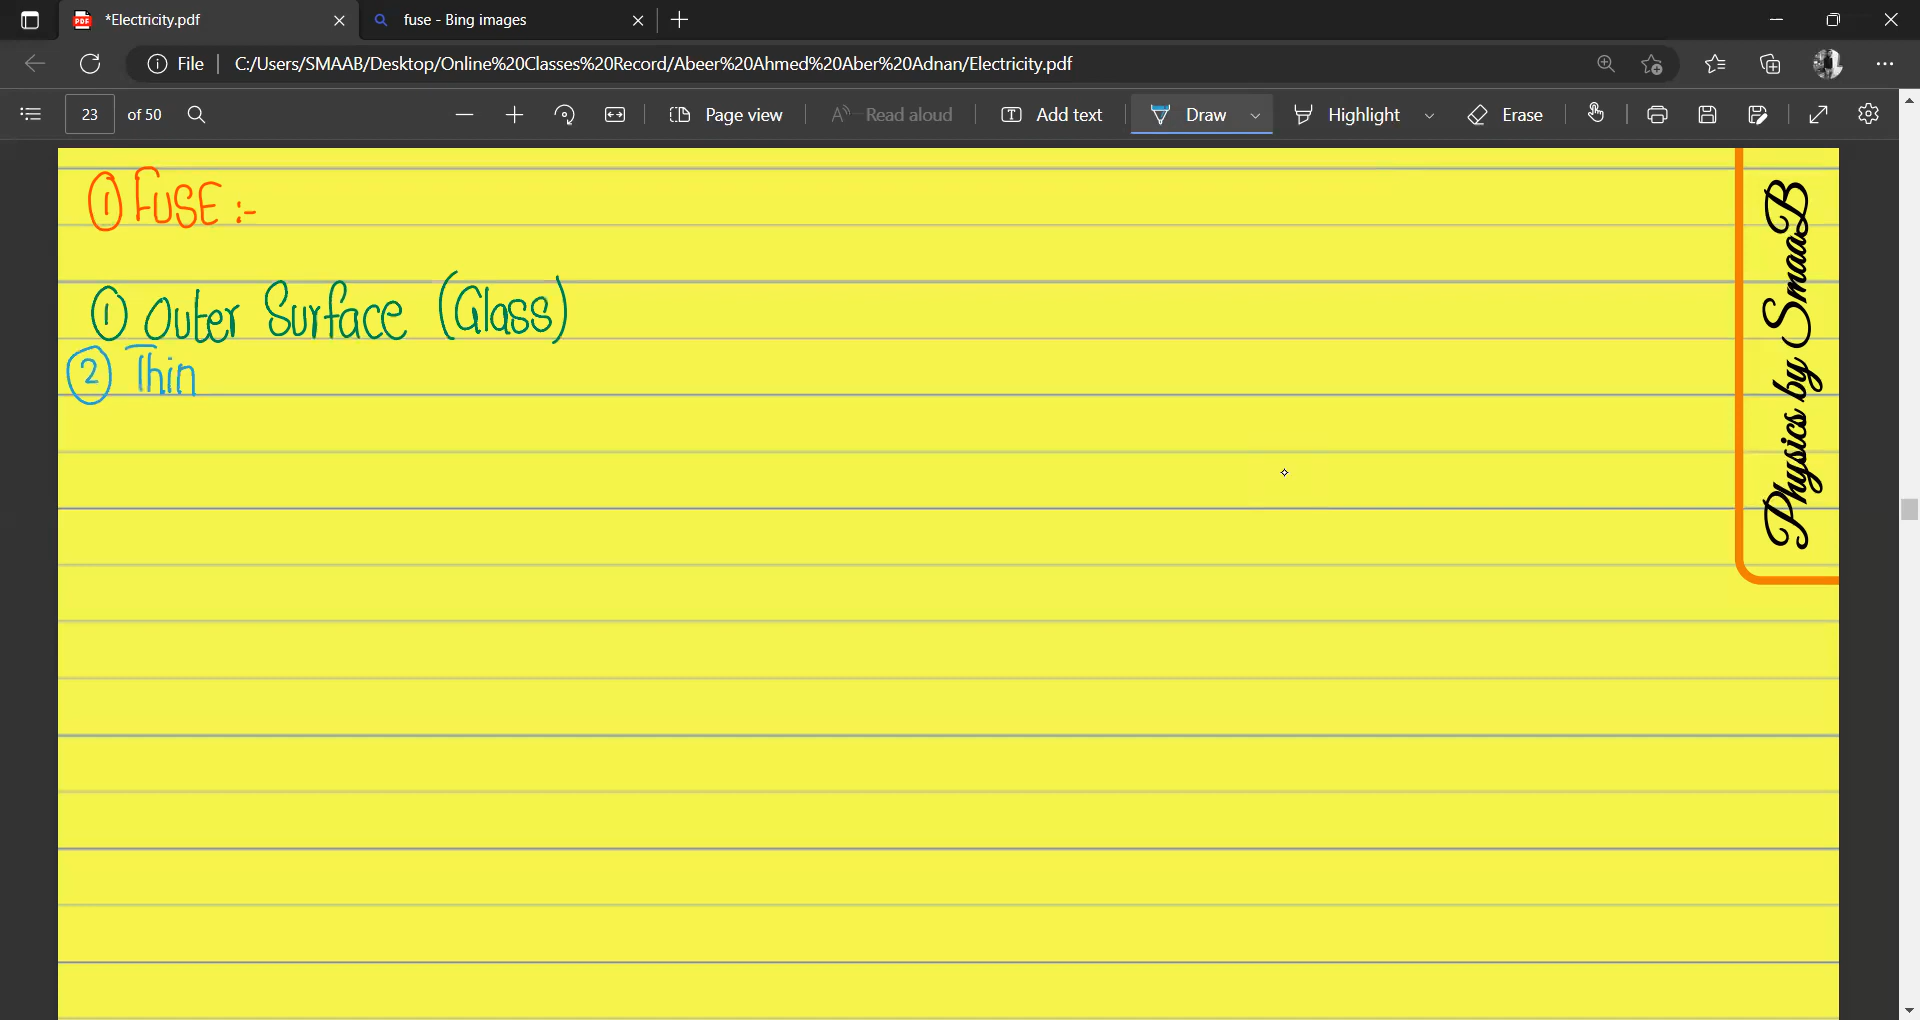 *Electricity.pdf
fuse - Bing images
File
C:/Users/SMAAB/Desktop/Online%20Classes%20Record/Abeer%20Ahmed%20Aber%20Adnan/Electricity.pdf
23 of 50
Page view
Read aloud
Add text
Draw
Highlight
Erase
① FUSE :-
① Outer Surface (Glass)
② Thin
Physics by SmaaB